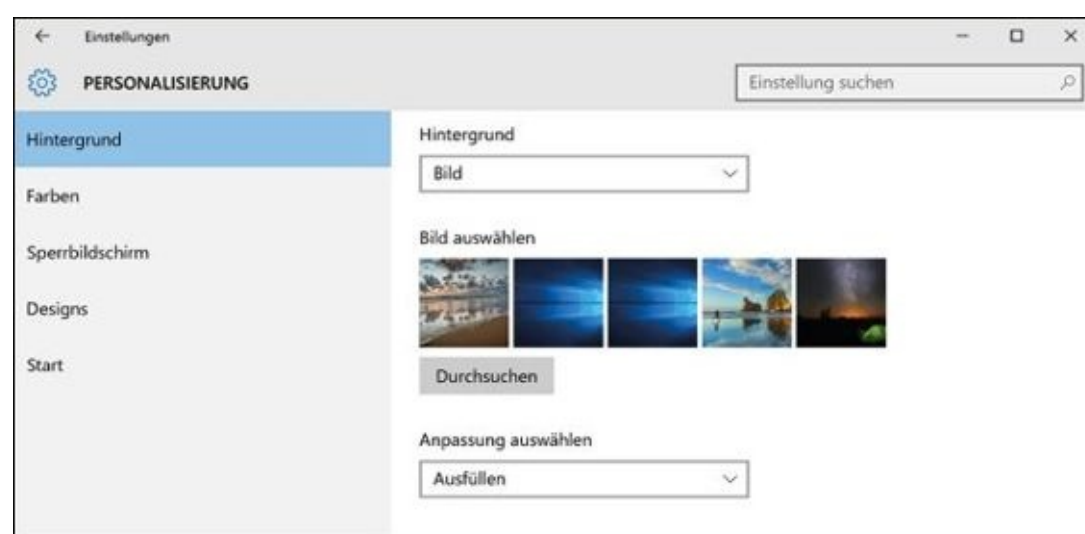 Einstellungen
PERSONALISIERUNG
Einstellung suchen
Hintergrund
Farben
Sperrbildschirm
Designs
Start
Hintergrund
Bild
Bild auswählen
Durchsuchen
Anpassung auswählen
Ausfüllen